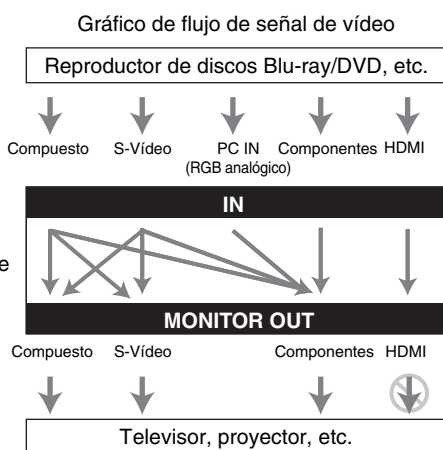 Gráfico de flujo de señal de vídeo
Reproductor de discos Blu-ray/DVD, etc.
Compuesto S-Vídeo PC IN Componentes HDMI
(RGB analógico)
IN
e
MONITOR OUT
Compuesto S-Vídeo Componentes HDMI
Televisor, proyector, etc.